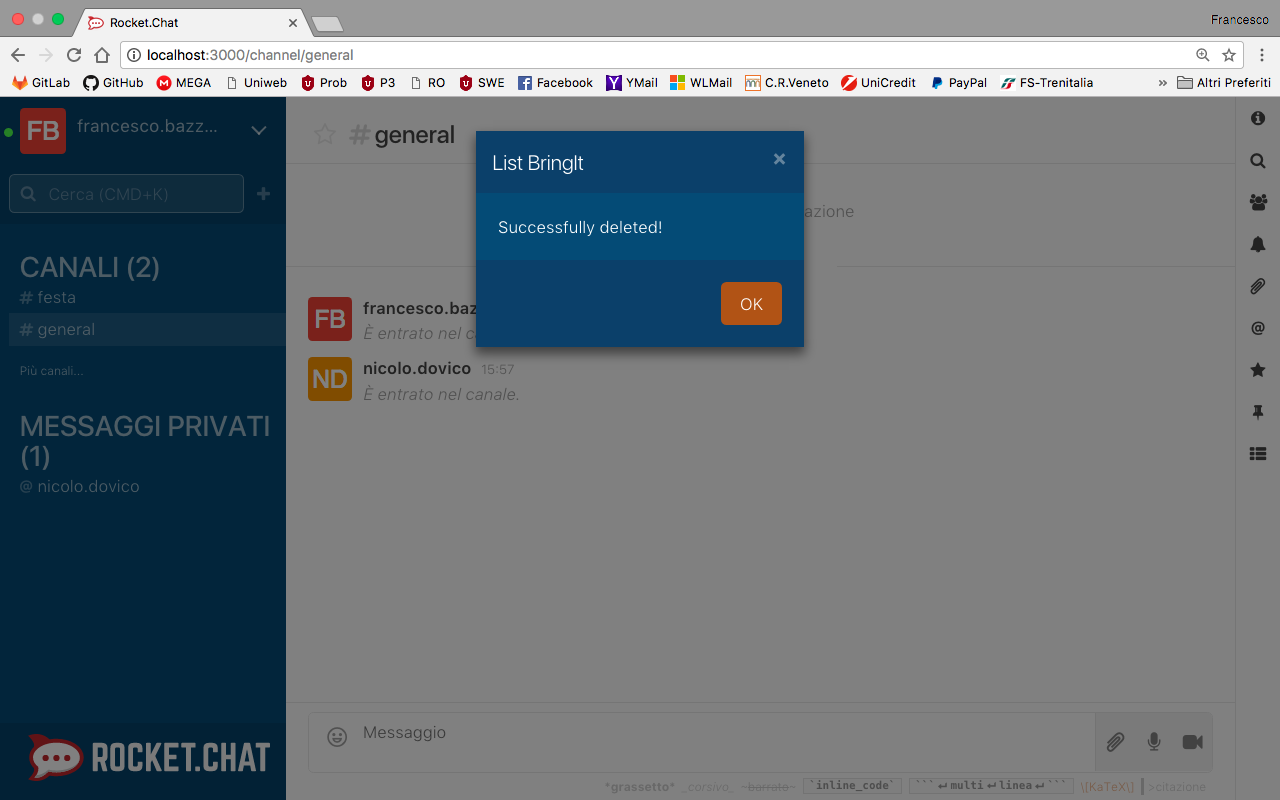 Rocket.Chat
Francesco
localhost:3000/channel/general
GitLab GitHub MEGA Uniweb Prob P3 RO SWE Facebook YMail WLMail C.R.Veneto UniCredit PayPal FS-Trenitalia » Altri Preferiti
FB francesco.bazz...
Cerca (CMD+K)
CANALI (2)
# festa
# general
Più canali...
MESSAGGI PRIVATI
(1)
@ nicolo.dovico
ROCKET.CHAT
#general
azione
List BringIt ×
Successfully deleted!
OK
FB francesco.baz
È entrato nel c
ND nicolo.dovico 15:57
È entrato nel canale.
Messaggio
*grassetto* _corsivo_ ~barrato~ `inline_code` ```↵multi↵linea↵``` \[KaTeX\] >citazione